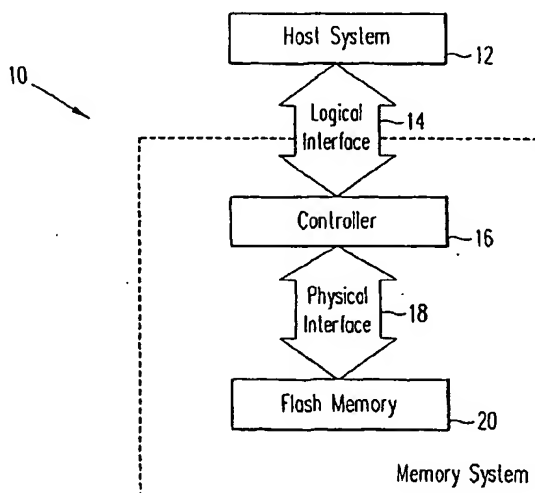 Host System
12
10
Logical
Interface
14
Controller
16
Physical
Interface
18
Flash Memory
20
Memory System